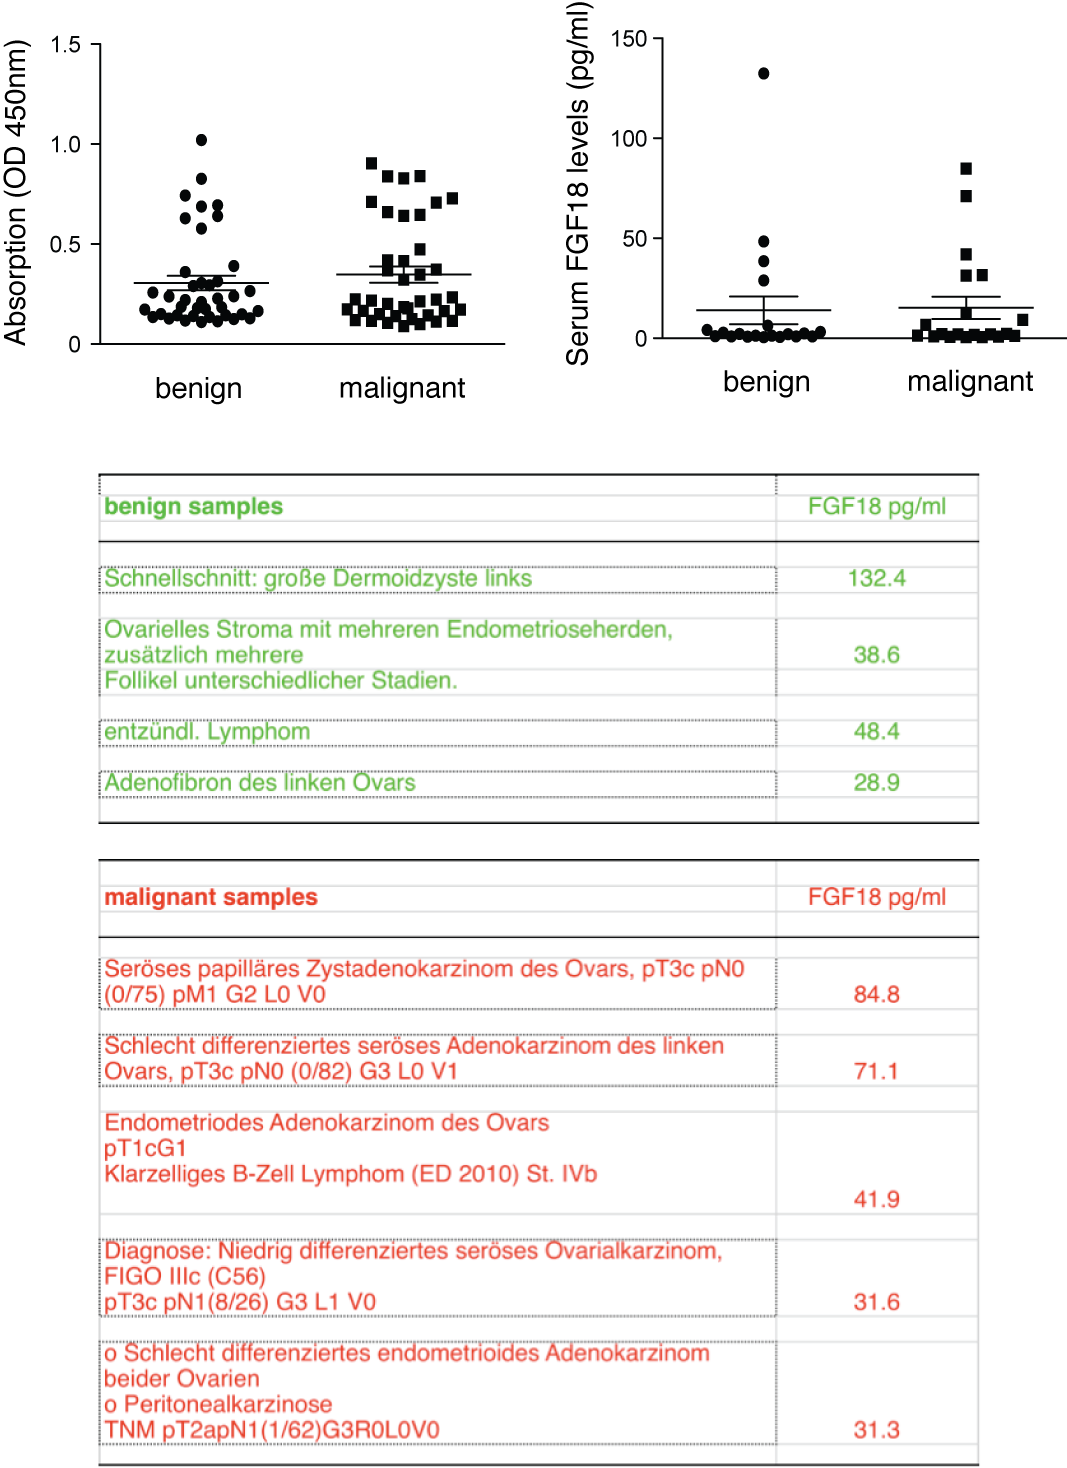 Absorption (OD 450nm)
1.5
1.0
0.5
0
benign
malignant
Serum FGF18 levels (pg/ml)
150
100
50
0
benign
malignant
benign samples
FGF18 pg/ml
Schnellschnitt: große Dermoidzyste links
132.4
Ovarielles Stroma mit mehreren Endometrioseherden,
zusätzlich mehrere
38.6
Follikel unterschiedlicher Stadien.
entzündl. Lymphom
48.4
Adenofibron des linken Ovars
28.9
malignant samples
FGF18 pg/ml
Seröses papilläres Zystadenokarzinom des Ovars, pT3c pN0
(0/75) pM1 G2 L0 V0
84.8
Schlecht differenziertes seröses Adenokarzinom des linken
Ovars, pT3c pN0 (0/82) G3 L0 V1
71.1
Endometriodes Adenokarzinom des Ovars
pT1cG1
Klarzelliges B-Zell Lymphom (ED 2010) St. IVb
41.9
Diagnose: Niedrig differenziertes seröses Ovarialkarzinom,
FIGO IIIc (C56)
pT3c pN1(8/26) G3 L1 V0
31.6
o Schlecht differenziertes endometrioides Adenokarzinom
beider Ovarien
o Peritonealkarzinose
TNM pT2apN1(1/62)G3R0L0V0
31.3